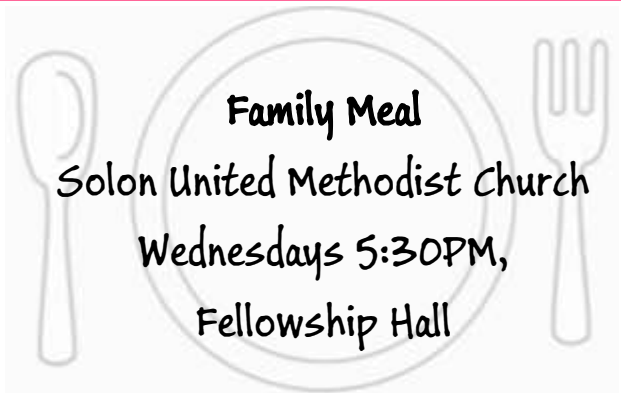 Family Meal
Solon United Methodist Church
Wednesdays 5:30PM,
Fellowship Hall